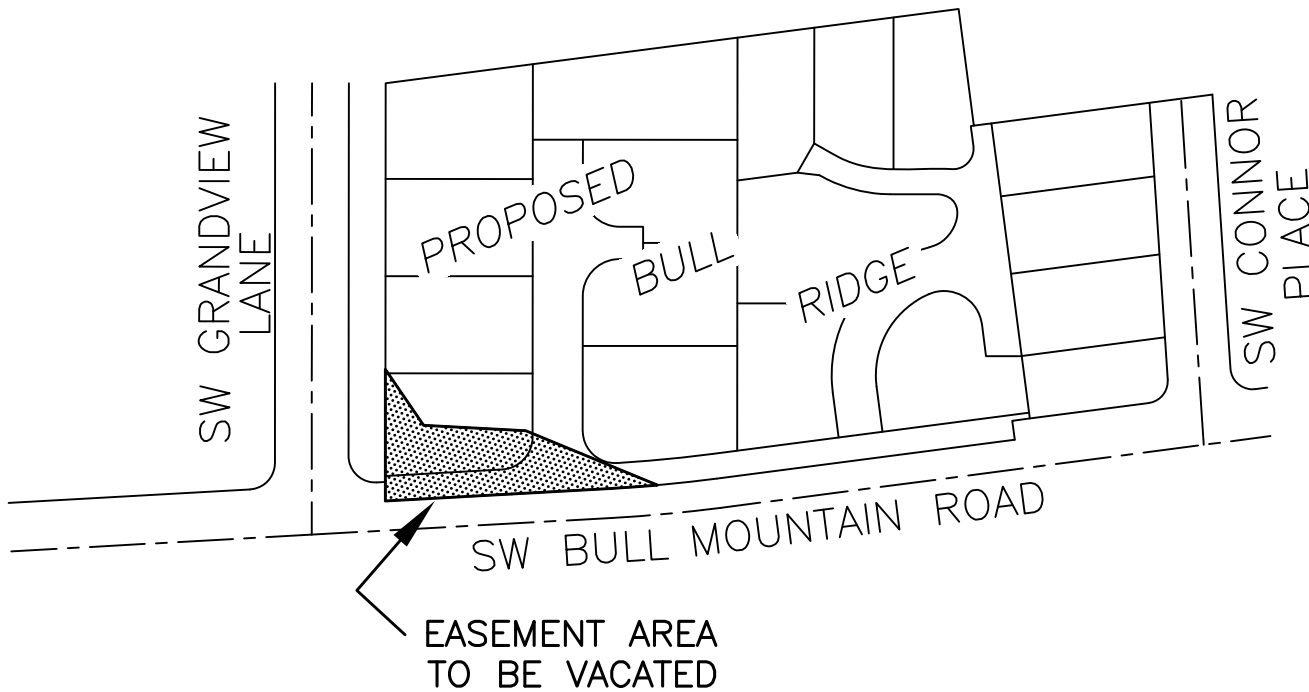 SW GRANDVIEW
LANE
PROPOSED
BULL
RIDGE
SW CONNOR
PLACE
SW BULL MOUNTAIN ROAD
EASEMENT AREA
TO BE VACATED